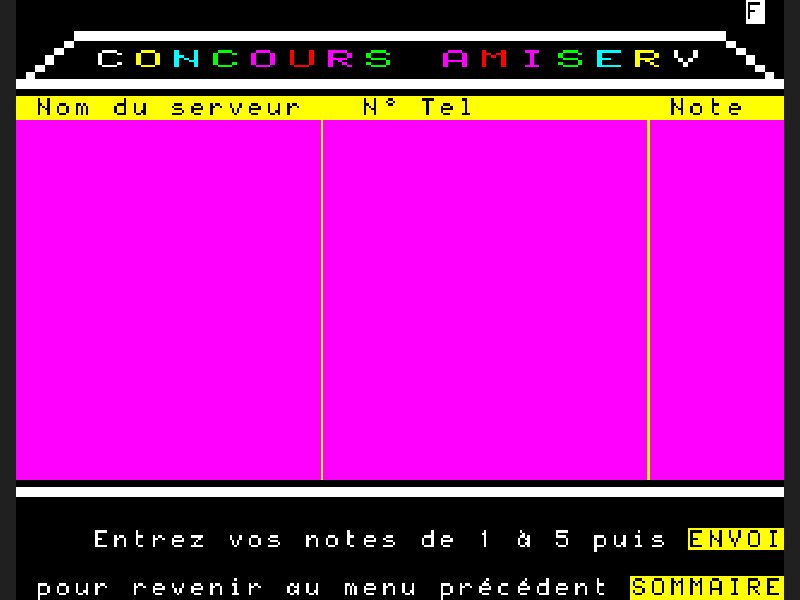 F
CONCOURS AMISERV
Nom du serveur N° Tel Note
Entrez vos notes de 1 à 5 puis ENVOI
pour revenir au menu précédent SOMMAIRE